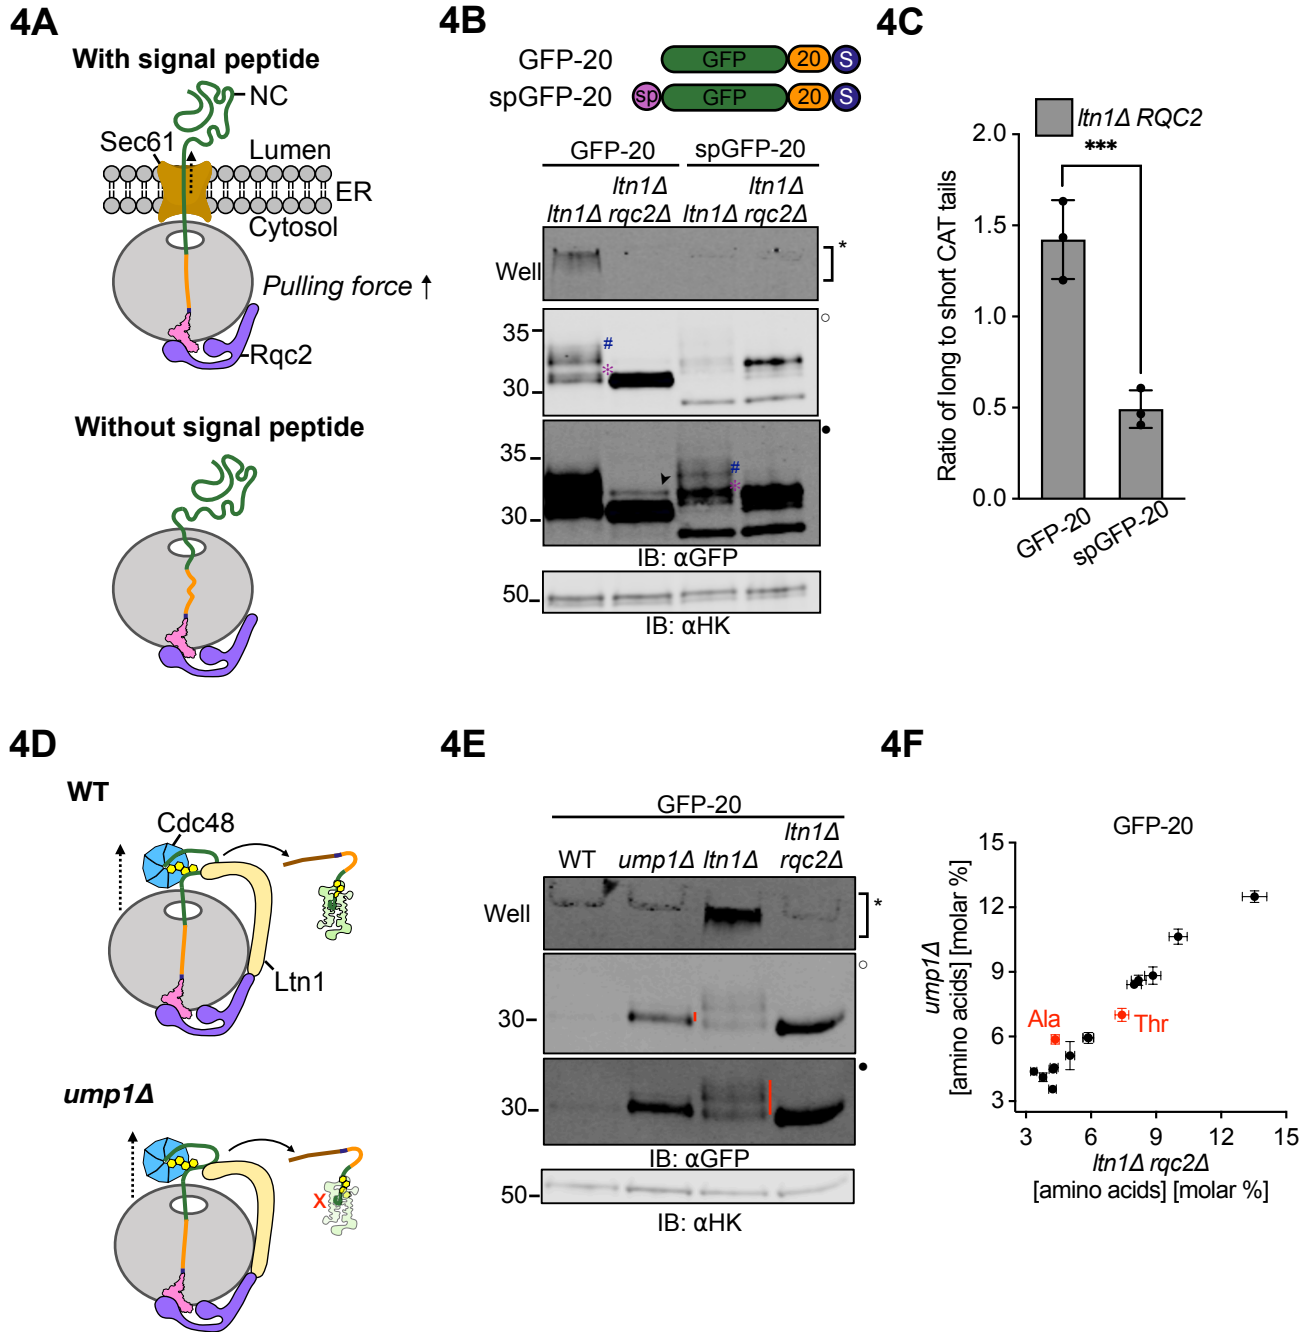 4A
With signal peptide
NC
Sec61
Lumen
ER
Cytosol
Pulling force ↑
Rqc2
Without signal peptide
4B
GFP-20
GFP 20 S
spGFP-20
sp GFP 20 S
GFP-20 spGFP-20
ltn1Δ ltn1Δ
ltn1Δ rqc2Δ ltn1Δ rqc2Δ
Well
*
35
#
*
30
35
#
*
30
IB: αGFP
50
IB: αHK
4C
ltn1Δ RQC2
***
2.0
1.5
1.0
0.5
0.0
Ratio of long to short CAT tails
GFP-20
spGFP-20
4D
WT
Cdc48
Ltn1
ump1Δ
x
4E
GFP-20
ltn1Δ
WT ump1Δ ltn1Δ rqc2Δ
Well
*
30
30
IB: αGFP
50
IB: αHK
4F
GFP-20
15
12
9
6
3
ump1Δ
[amino acids] [molar %]
Ala
Thr
3 6 9 12 15
ltn1Δ rqc2Δ
[amino acids] [molar %]